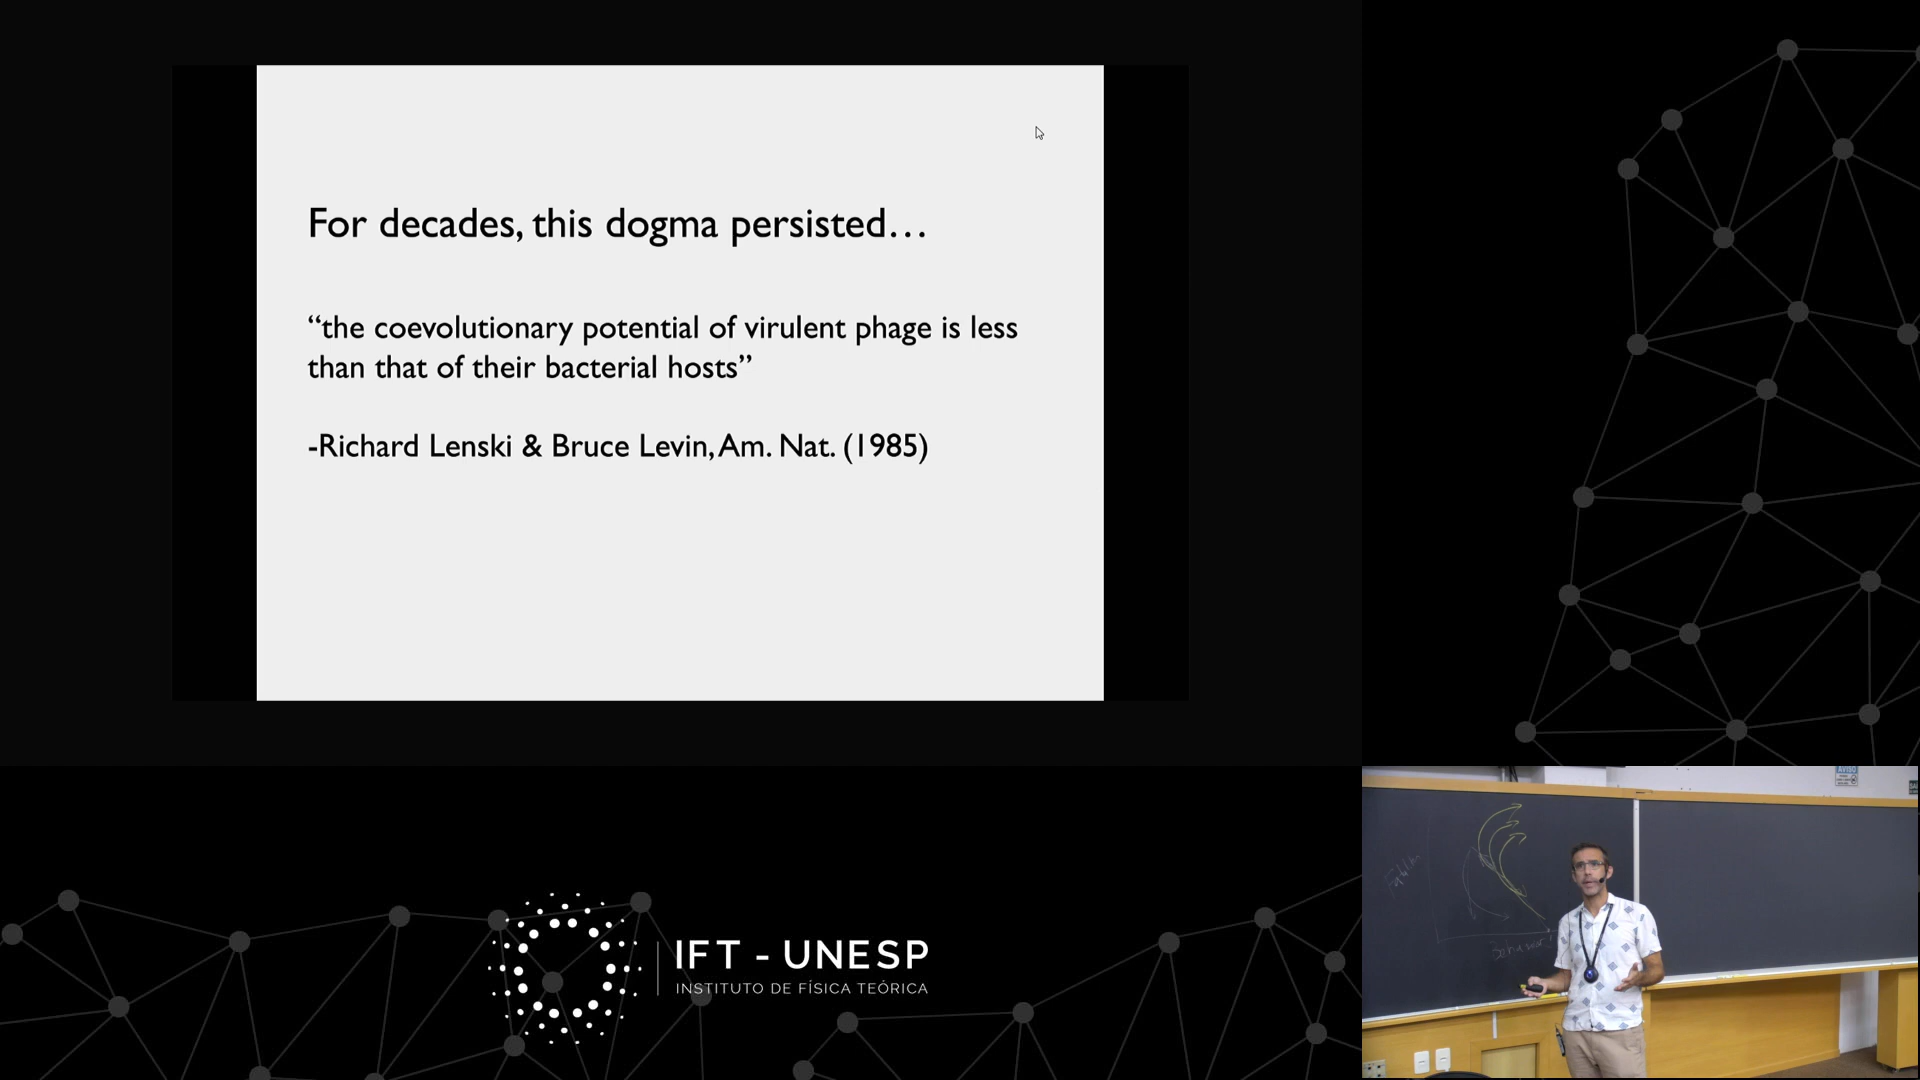 For decades, this dogma persisted…
“the coevolutionary potential of virulent phage is less
than that of their bacterial hosts”
-Richard Lenski & Bruce Levin, Am. Nat. (1985)
IFT - UNESP
INSTITUTO DE FÍSICA TEÓRICA
AVISO